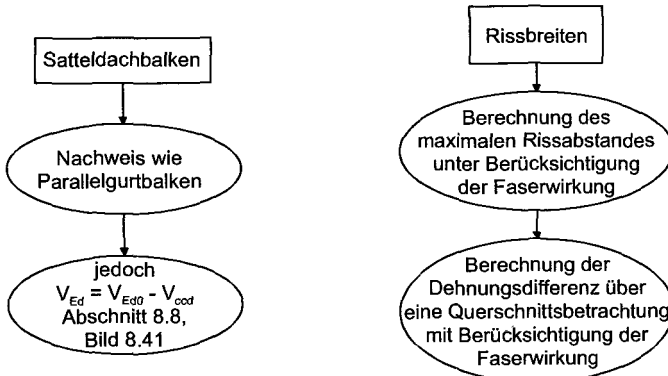 Satteldachbalken
Nachweis wie
Parallelgurtbalken
jedoch
V_Ed = V_Ed0 - V_ccd
Abschnitt 8.8,
Bild 8.41
Rissbreiten
Berechnung des
maximalen Rissabstandes
unter Berücksichtigung
der Faserwirkung
Berechnung der
Dehnungsdifferenz über
eine Querschnittsbetrachtung
mit Berücksichtigung der
Faserwirkung